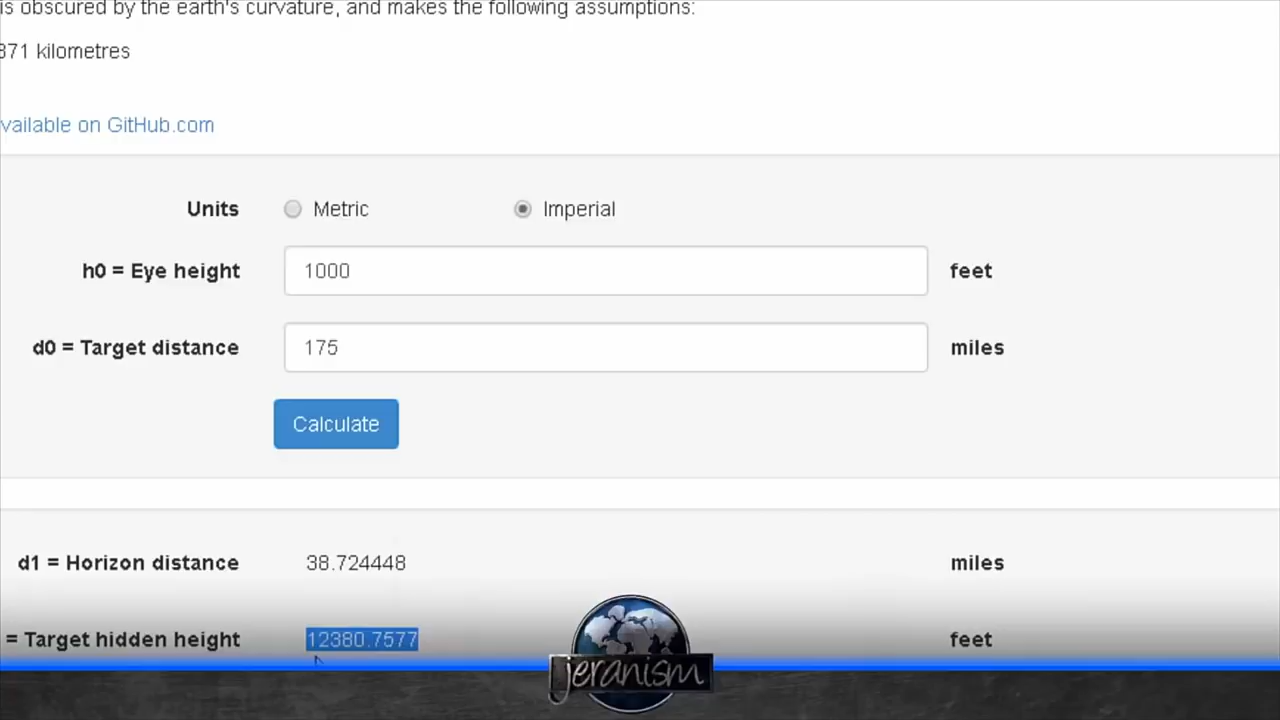 is obscured by the earth's curvature, and makes the following assumptions:
371 kilometres
vailable on GitHub.com
Units Metric Imperial
h0 = Eye height 1000 feet
d0 = Target distance 175 miles
Calculate
d1 = Horizon distance 38.724448 miles
= Target hidden height 12380.7577 feet
jeranism